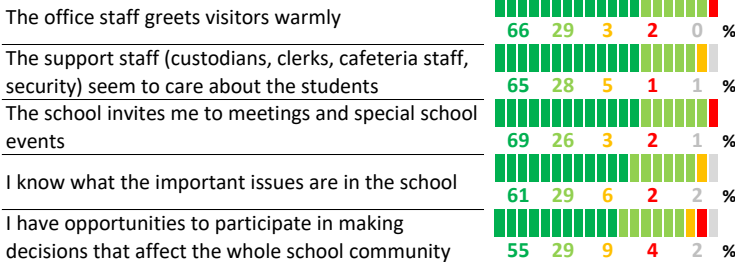 The office staff greets visitors warmly
66 29 3 2 0 %
The support staff (custodians, clerks, cafeteria staff,
security) seem to care about the students
65 28 5 1 1 %
The school invites me to meetings and special school
events
69 26 3 2 1 %
I know what the important issues are in the school
61 29 6 2 2 %
I have opportunities to participate in making
decisions that affect the whole school community
55 29 9 4 2 %